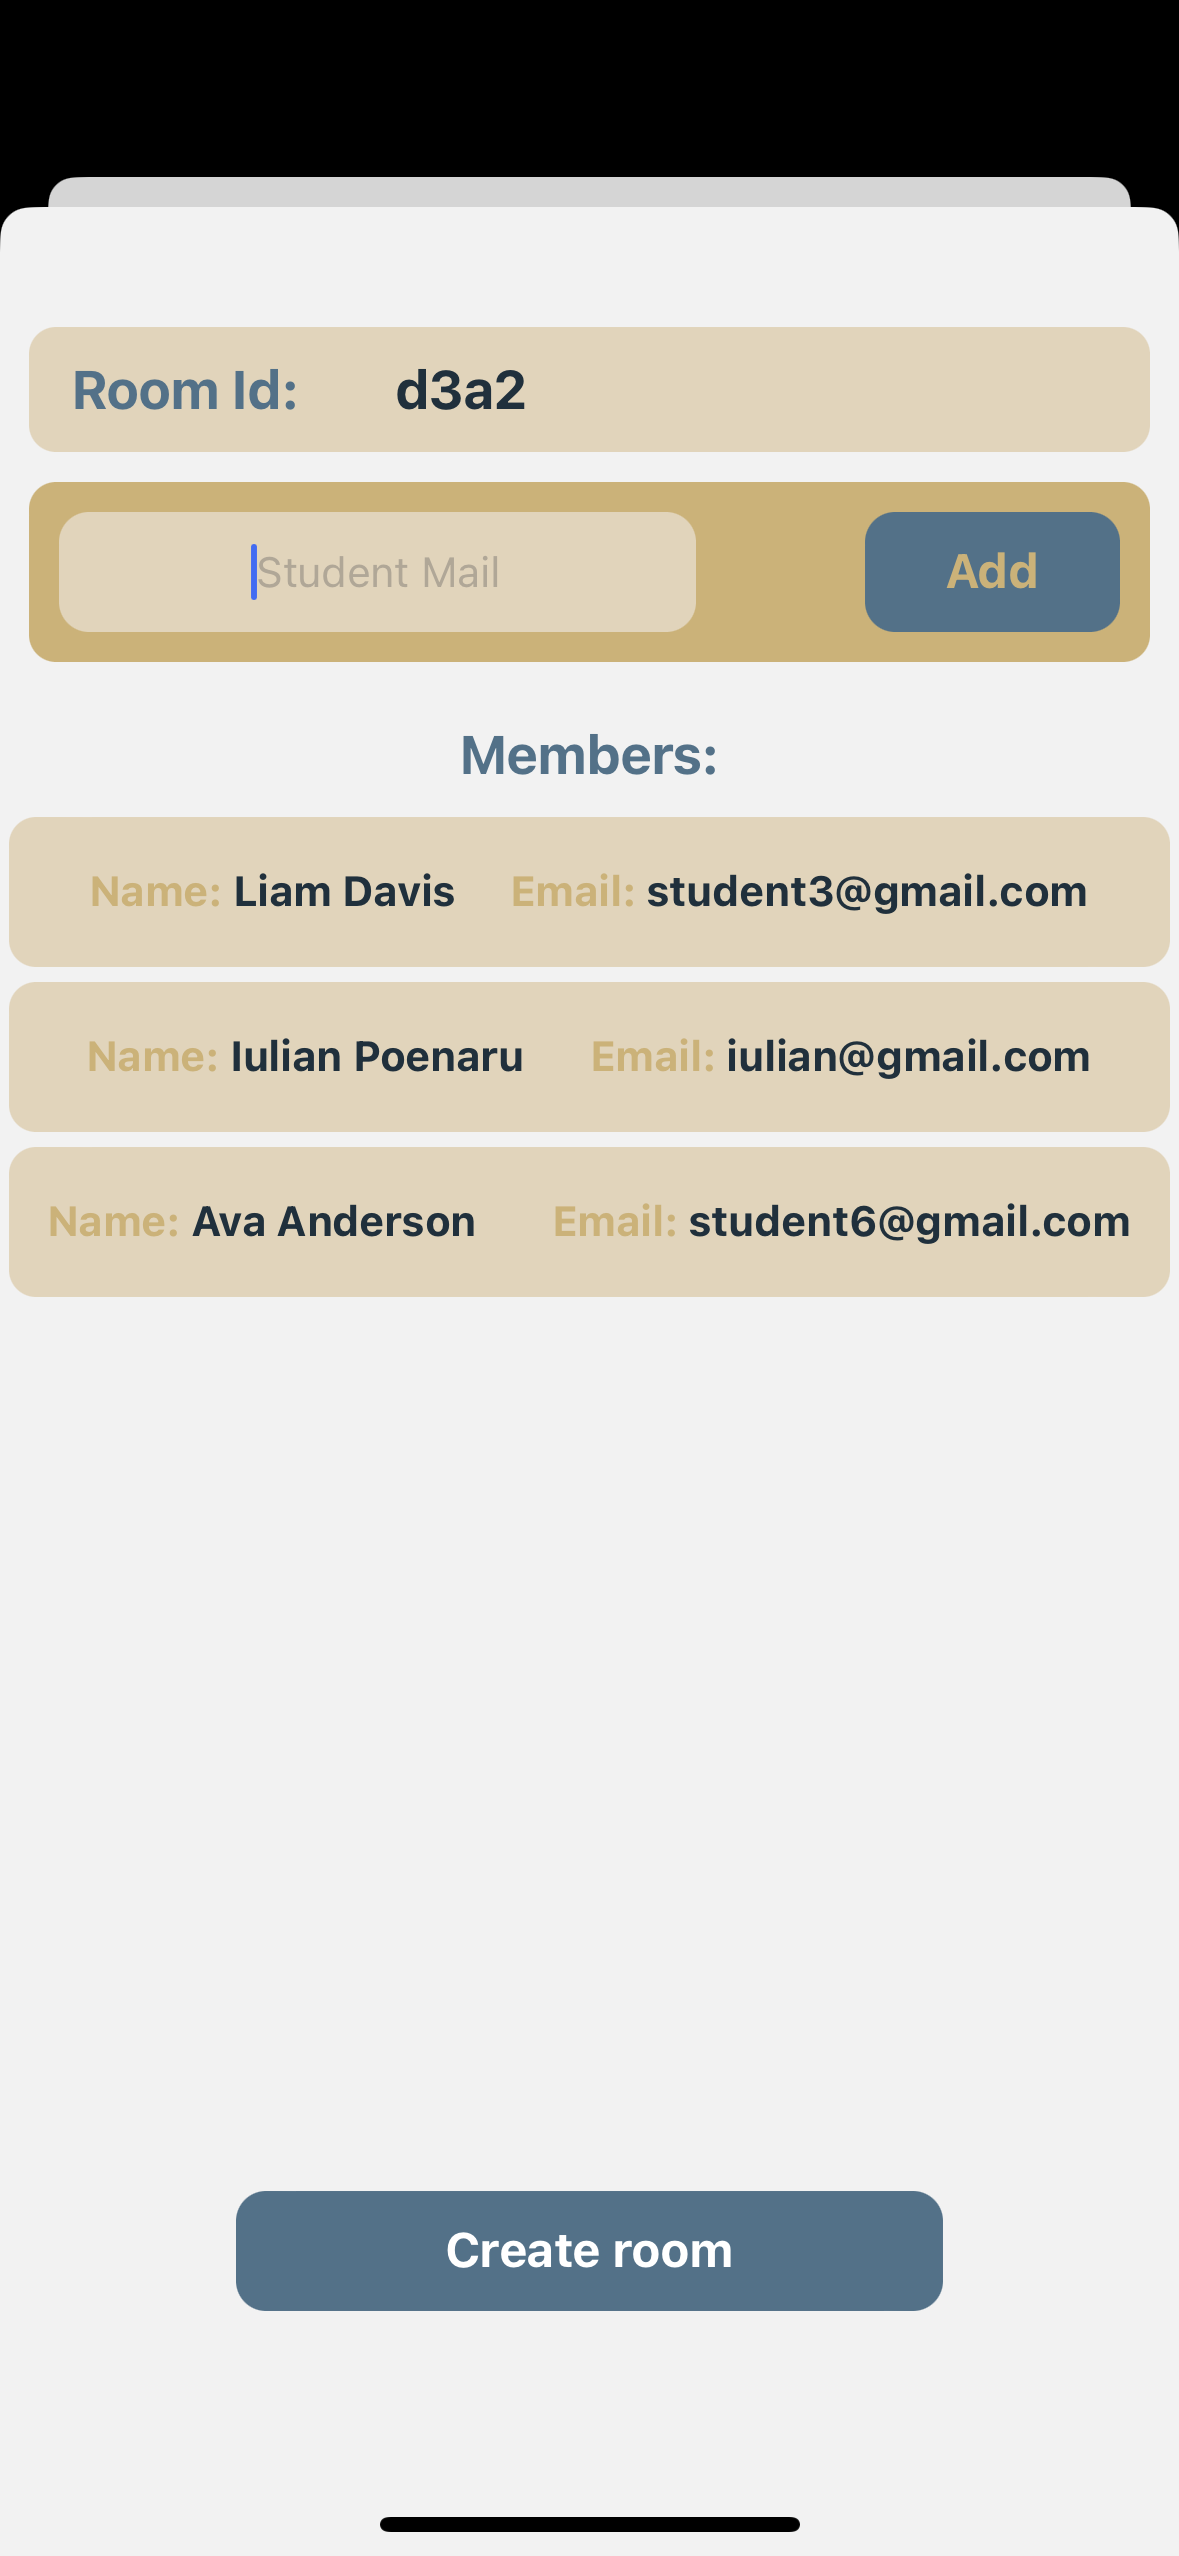 Room Id: d3a2
Student Mail Add
Members:
Name: Liam Davis Email: student3@gmail.com
Name: Iulian Poenaru Email: iulian@gmail.com
Name: Ava Anderson Email: student6@gmail.com
Create room